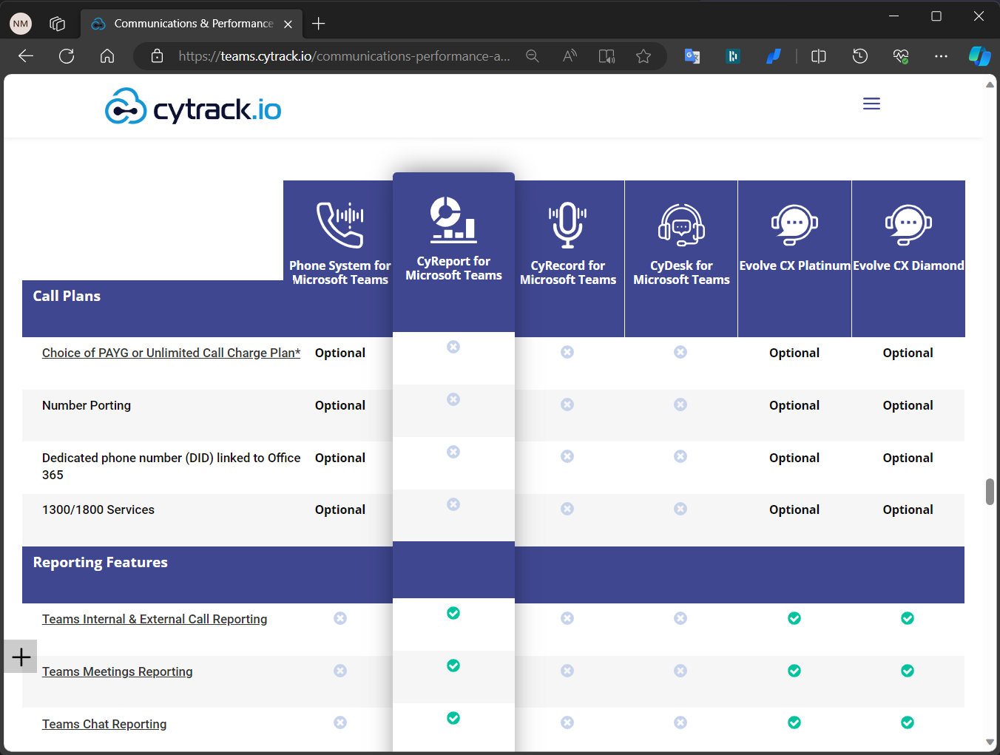 NM
Communications & Performance
https://teams.cytrack.io/communications-performance-a...
cytrack.io
Phone System for
Microsoft Teams
CyReport for
Microsoft Teams
CyRecord for
Microsoft Teams
CyDesk for
Microsoft Teams
Evolve CX Platinum
Evolve CX Diamond
Call Plans
Choice of PAYG or Unlimited Call Charge Plan* Optional Optional Optional
Number Porting Optional Optional Optional
Dedicated phone number (DID) linked to Office
365
Optional Optional Optional
1300/1800 Services Optional Optional Optional
Reporting Features
Teams Internal & External Call Reporting
Teams Meetings Reporting
Teams Chat Reporting